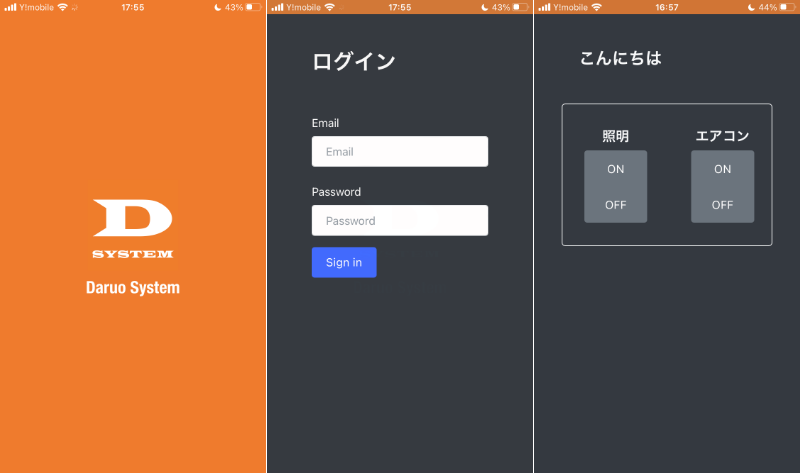 Y!mobile 17:55 43%
D
SYSTEM
Daruo System
Y!mobile 17:55 43%
ログイン
Email
Email
Password
Password
Sign in
Y!mobile 16:57 44%
こんにちは
照明 エアコン
ON ON
OFF OFF